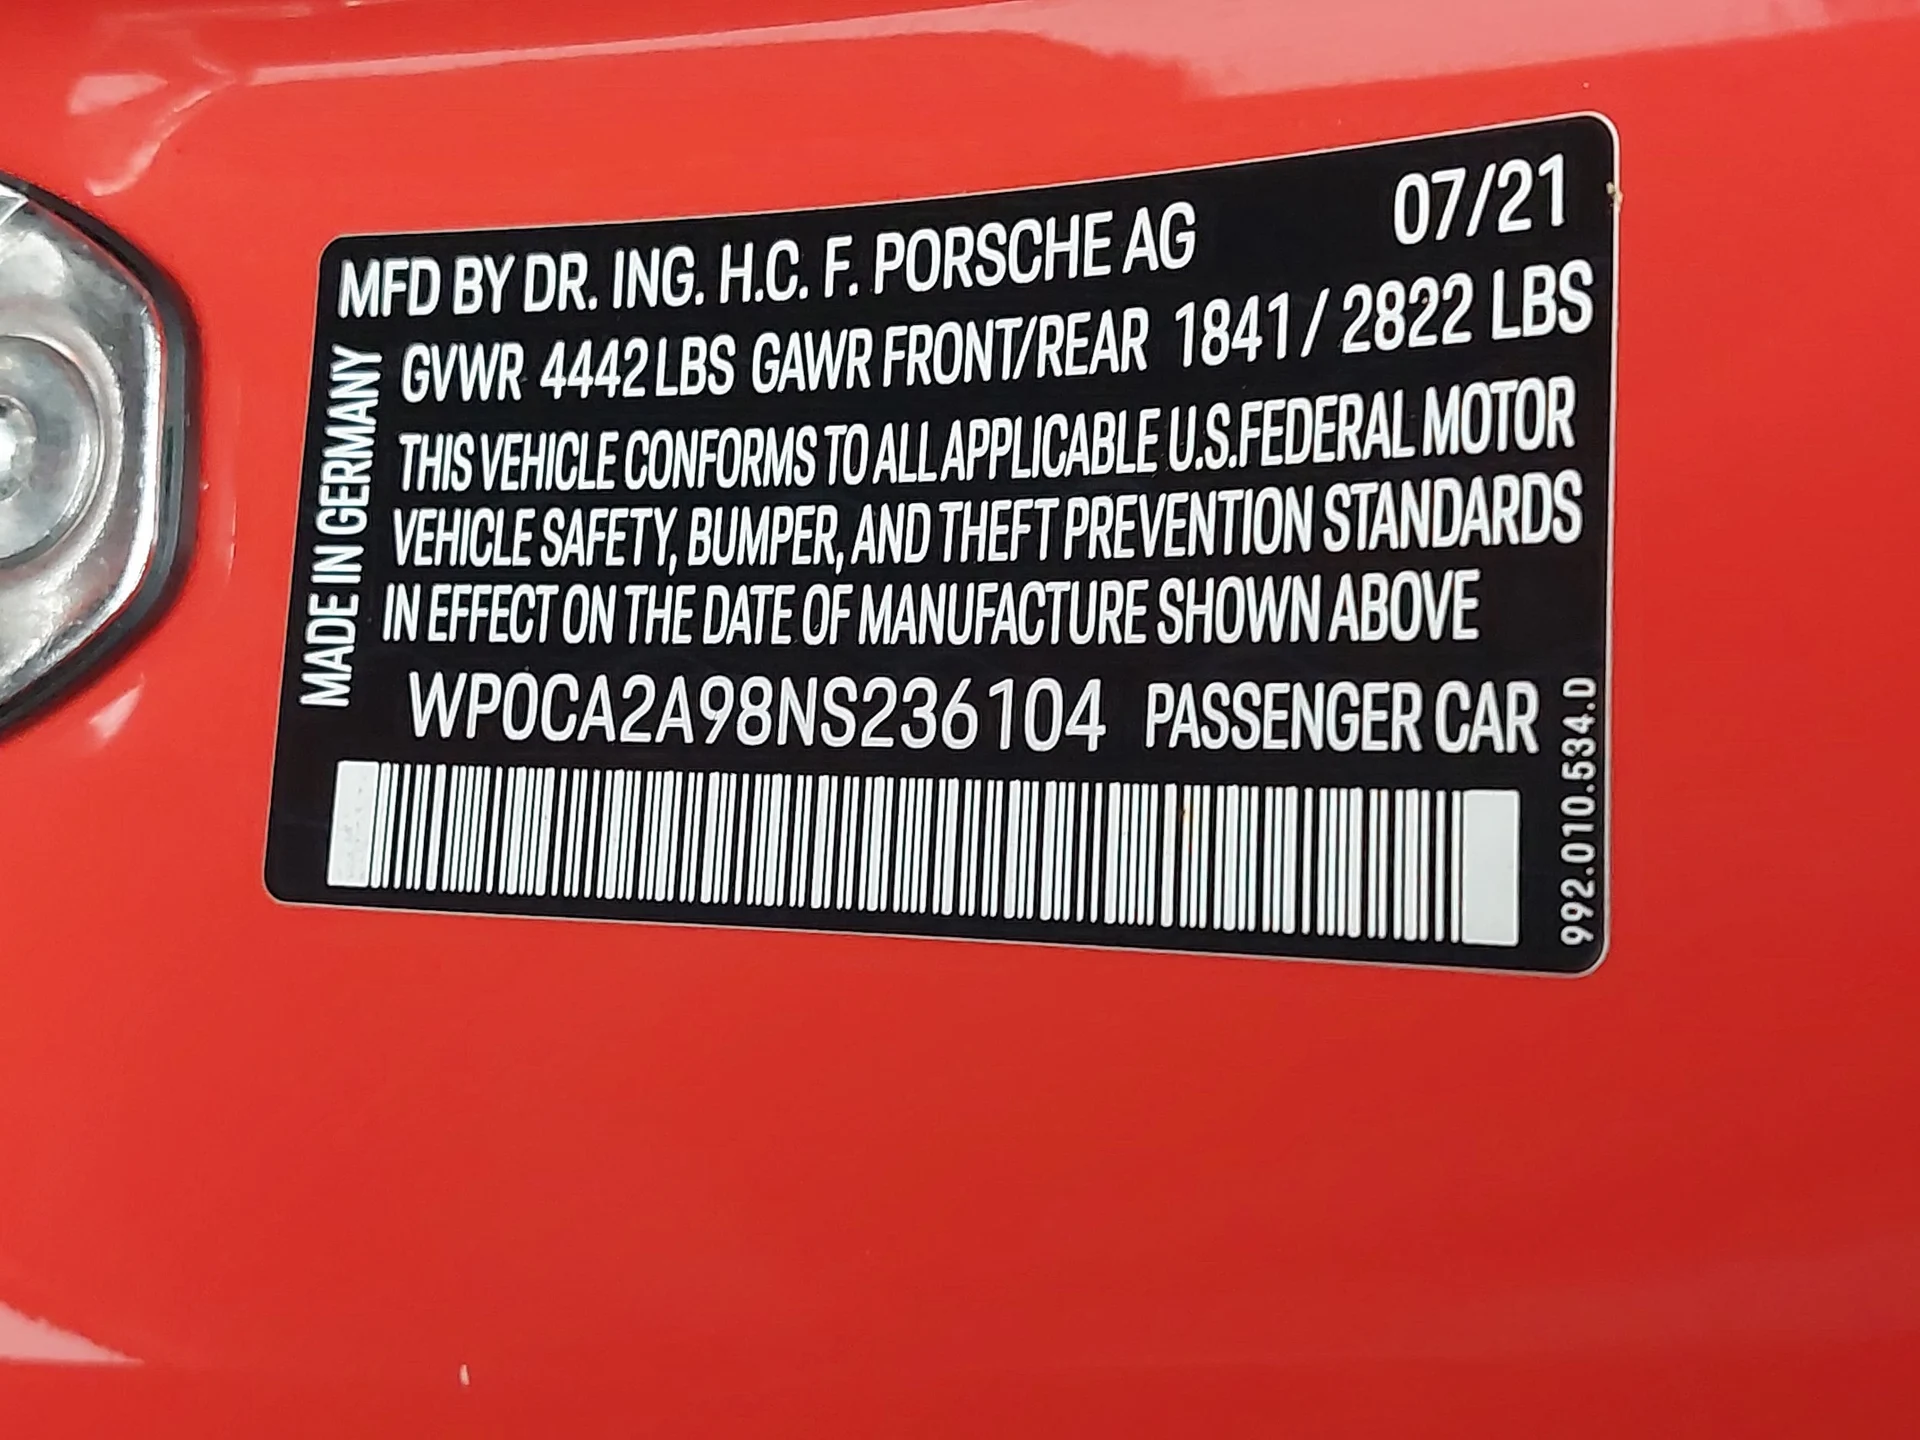 MFD BY DR. ING. H.C. F. PORSCHE AG 07/21
GVWR 4442 LBS GAWR FRONT/REAR 1841 / 2822 LBS
THIS VEHICLE CONFORMS TO ALL APPLICABLE U.S.FEDERAL MOTOR
VEHICLE SAFETY, BUMPER, AND THEFT PREVENTION STANDARDS
IN EFFECT ON THE DATE OF MANUFACTURE SHOWN ABOVE
WP0CA2A98NS236104 PASSENGER CAR
MADE IN GERMANY
992.010.534.D